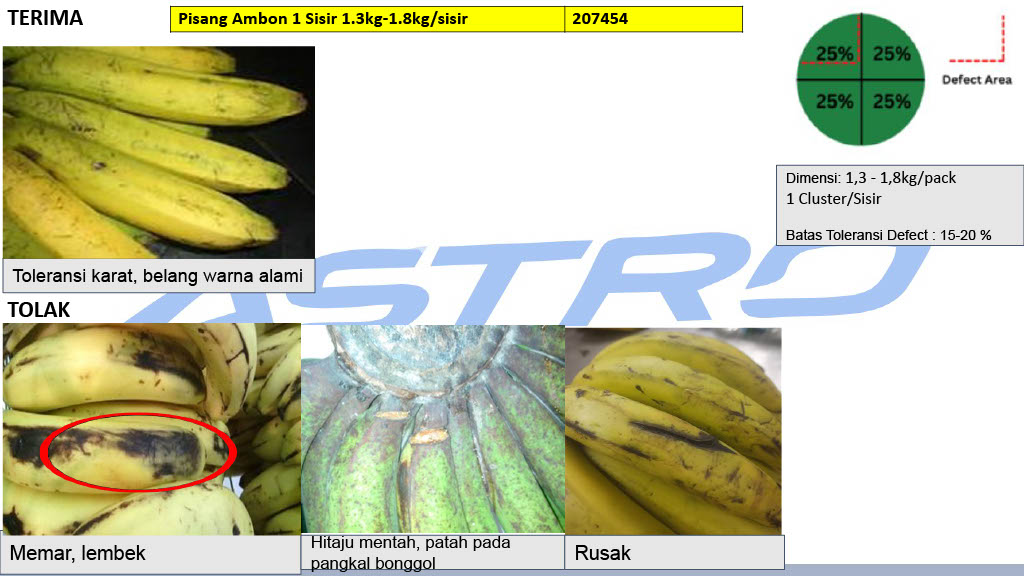 TERIMA
Pisang Ambon 1 Sisir 1.3kg-1.8kg/sisir
207454
25%
25%
25%
25%
Defect Area
Dimensi: 1,3 - 1,8kg/pack
1 Cluster/Sisir
Batas Toleransi Defect : 15-20 %
ASTRO
Toleransi karat, belang warna alami
TOLAK
Memar, lembek
Hitaju mentah, patah pada
pangkal bonggol
Rusak